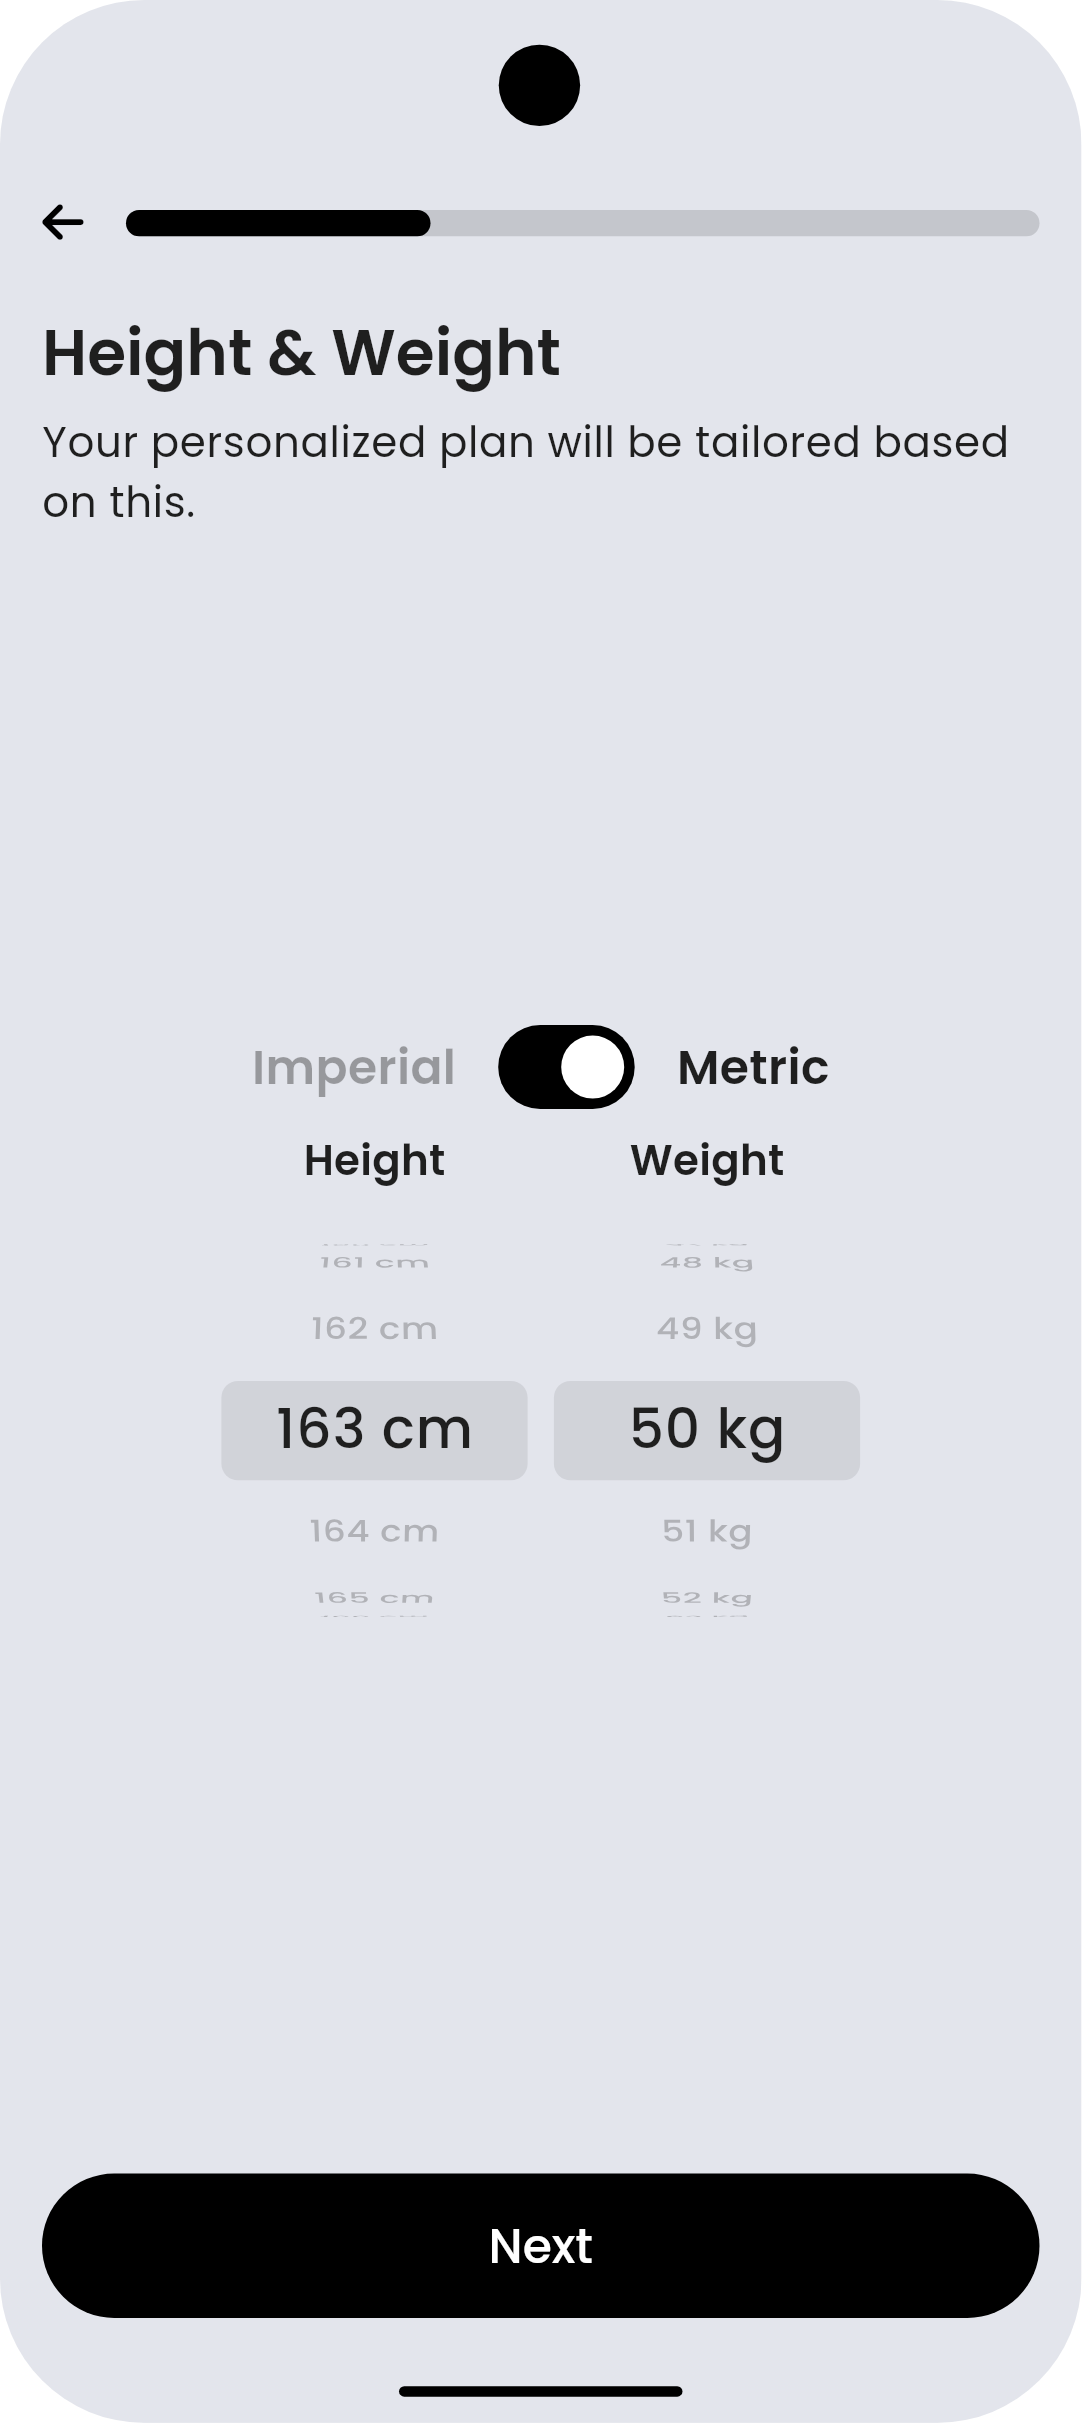 Height & Weight
Your personalized plan will be tailored based
on this.
Imperial Metric
Height Weight
161 cm 48 kg
162 cm 49 kg
163 cm 50 kg
164 cm 51 kg
165 cm 52 kg
Next